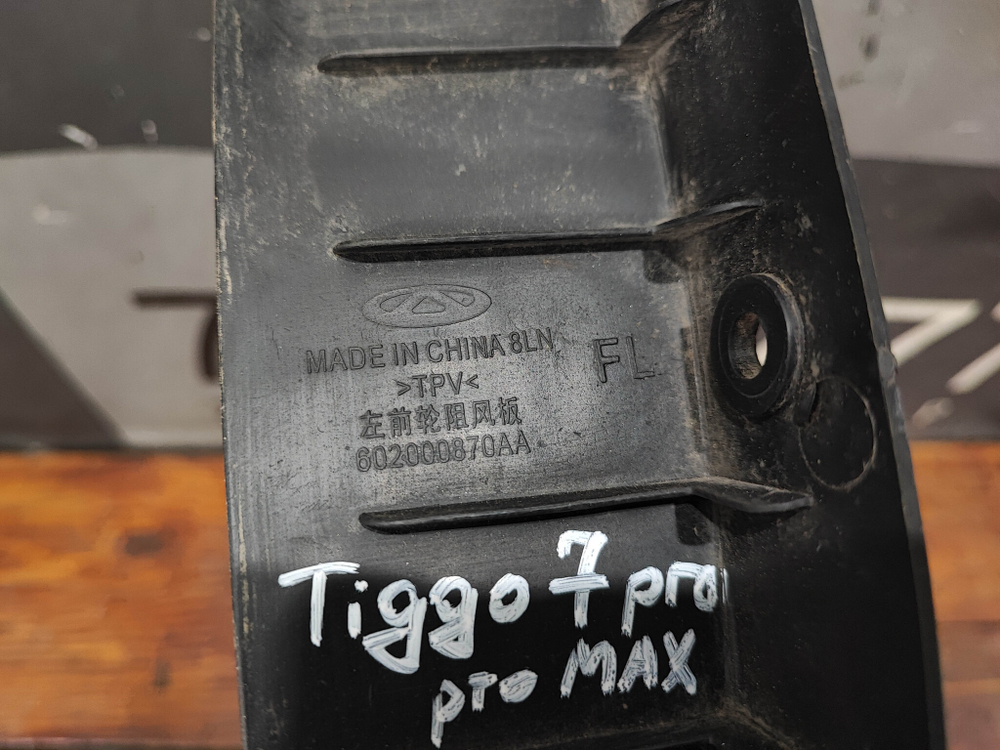 MADE IN CHINA 8LN
FL
>TPV<
左前轮阻风板
602000870AA
Tiggo 7 pro
pro MAX